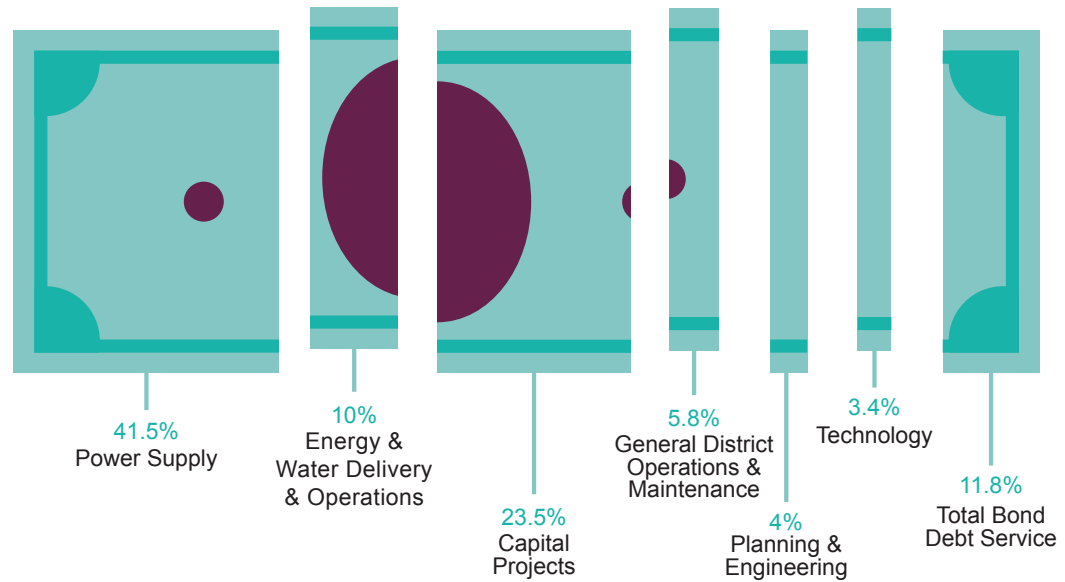 41.5%
Power Supply
10%
Energy &
Water Delivery
& Operations
23.5%
Capital
Projects
5.8%
General District
Operations &
Maintenance
4%
Planning &
Engineering
3.4%
Technology
11.8%
Total Bond
Debt Service